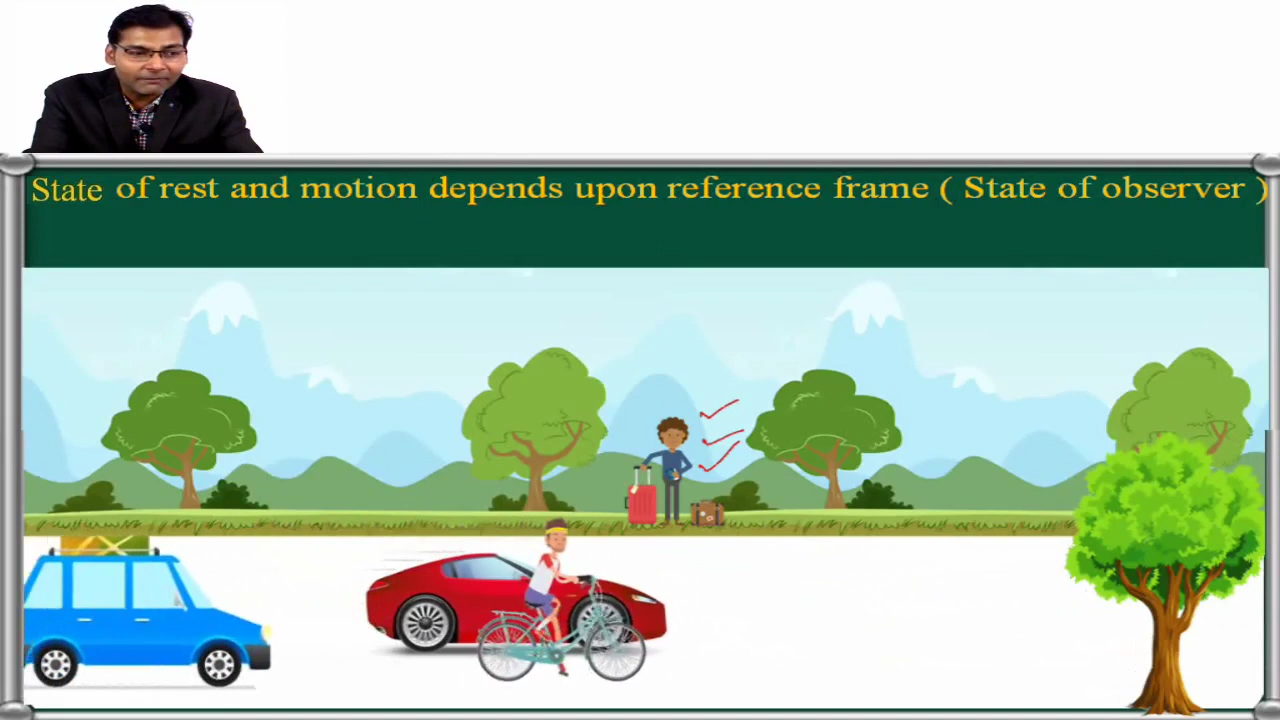 State of rest and motion depends upon reference frame ( State of observer )